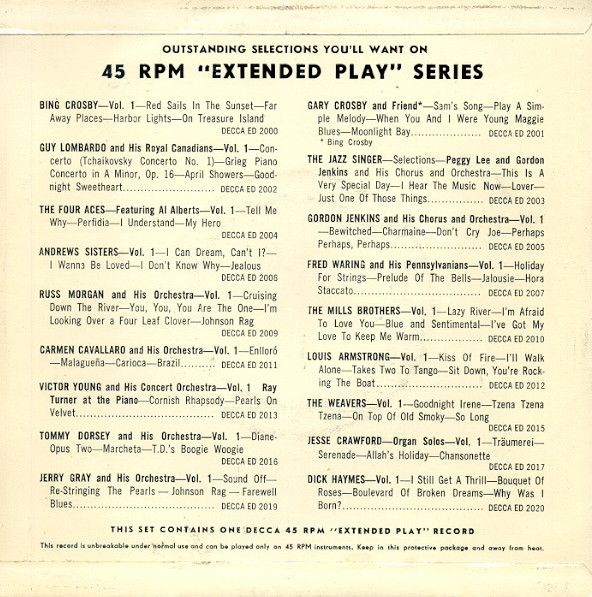 OUTSTANDING SELECTIONS YOU'LL WANT ON
45 RPM "EXTENDED PLAY" SERIES
BING CROSBY—Vol. 1—Red Sails In The Sunset—Far
Away Places—Harbor Lights—On Treasure Island
DECCA ED 2000
GUY LOMBARDO and His Royal Canadians—Vol. 1—Con-
certo (Tchaikovsky Concerto No. 1)—Grieg Piano
Concerto in A Minor, Op. 16—April Showers—Good-
night Sweetheart........................ DECCA ED 2002
THE FOUR ACES—Featuring Al Alberts—Vol. 1—Tell Me
Why—Perfidia—I Understand—My Hero
DECCA ED 2004
ANDREWS SISTERS—Vol. 1—I Can Dream, Can't I?—
I Wanna Be Loved—I Don't Know Why—Jealous
DECCA ED 2006
RUSS MORGAN and His Orchestra—Vol. 1—Cruising
Down The River—You, You, You Are The One—I'm
Looking Over a Four Leaf Clover—Johnson Rag
DECCA ED 2009
CARMEN CAVALLARO and His Orchestra—Vol. 1—Enlloró
—Malagueña—Carioca—Brazil.......... DECCA ED 2011
VICTOR YOUNG and His Concert Orchestra—Vol. 1 Ray
Turner at the Piano—Cornish Rhapsody—Pearls On
Velvet..................................... DECCA ED 2013
TOMMY DORSEY and His Orchestra—Vol. 1—Diane-
Opus Two—Marcheta—T.D.'s Boogie Woogie
DECCA ED 2016
JERRY GRAY and His Orchestra—Vol. 1—Sound Off—
Re-Stringing The Pearls — Johnson Rag — Farewell
Blues...................................... DECCA ED 2019
GARY CROSBY and Friend*—Sam's Song—Play A Sim-
ple Melody—When You And I Were Young Maggie
Blues—Moonlight Bay................... DECCA ED 2001
* Bing Crosby
THE JAZZ SINGER—Selections—Peggy Lee and Gordon
Jenkins and His Chorus and Orchestra—This Is A
Very Special Day—I Hear The Music Now—Lover—
Just One Of Those Things............... DECCA ED 2003
GORDON JENKINS and His Chorus and Orchestra—Vol. 1
—Bewitched—Charmaine—Don't Cry Joe—Perhaps
Perhaps, Perhaps........................ DECCA ED 2005
FRED WARING and His Pennsylvanians—Vol. 1—Holiday
For Strings—Prelude Of The Bells—Jalousie—Hora
Staccato.................................. DECCA ED 2007
THE MILLS BROTHERS—Vol. 1—Lazy River—I'm Afraid
To Love You—Blue and Sentimental—I've Got My
Love To Keep Me Warm................. DECCA ED 2010
LOUIS ARMSTRONG—Vol. 1—Kiss Of Fire—I'll Walk
Alone—Takes Two To Tango—Sit Down, You're Rock-
ing The Boat............................. DECCA ED 2012
THE WEAVERS—Vol. 1—Goodnight Irene—Tzena Tzena
Tzena—On Top Of Old Smoky—So Long
DECCA ED 2015
JESSE CRAWFORD—Organ Solos—Vol. 1—Träumerei—
Serenade—Allah's Holiday—Chansonette
DECCA ED 2017
DICK HAYMES—Vol. 1—I Still Get A Thrill—Bouquet Of
Roses—Boulevard Of Broken Dreams—Why Was I
Born?..................................... DECCA ED 2020
THIS SET CONTAINS ONE DECCA 45 RPM "EXTENDED PLAY" RECORD
This record is unbreakable under normal use and can be played only on 45 RPM instruments. Keep in this protective package and away from heat.